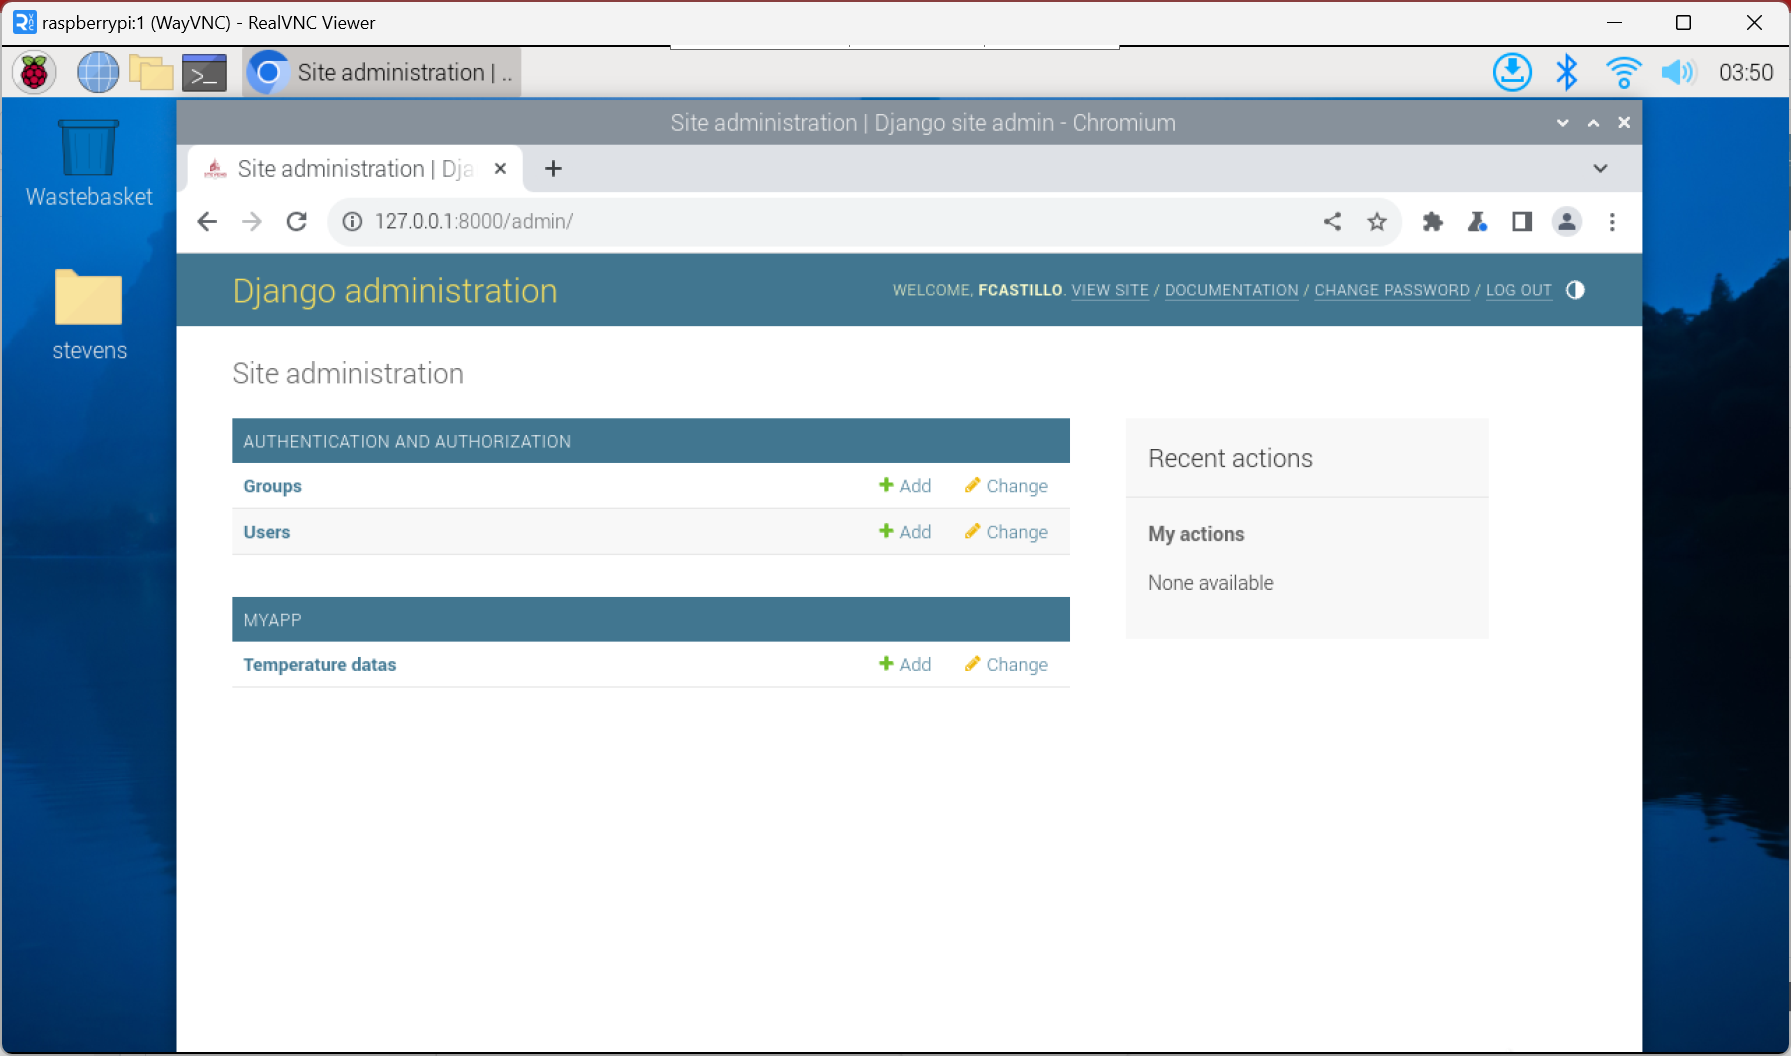 raspberrypi:1 (WayVNC) - RealVNC Viewer
Site administration | ..
03:50
Wastebasket
stevens
Site administration | Django site admin - Chromium
Site administration | Dja
127.0.0.1:8000/admin/
Django administration
WELCOME, FCASTILLO. VIEW SITE / DOCUMENTATION / CHANGE PASSWORD / LOG OUT
Site administration
AUTHENTICATION AND AUTHORIZATION
Groups Add Change
Users Add Change
MYAPP
Temperature datas Add Change
Recent actions
My actions
None available